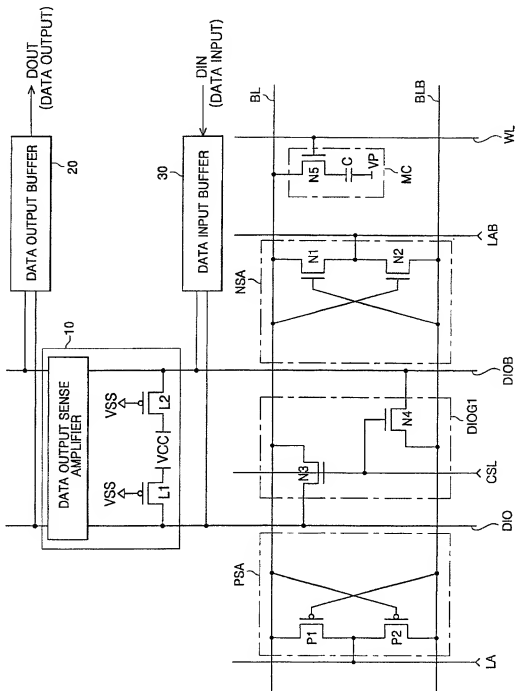 DOUT
(DATA OUTPUT)
DATA OUTPUT BUFFER
20
DIN
(DATA INPUT)
DATA INPUT BUFFER
30
10
DATA OUTPUT SENSE
AMPLIFIER
VSS
VSS
L1
VCC
L2
BL
BLB
WL
N5
C
VP
MC
LAB
NSA
N1
N2
DIOB
N3
N4
DIOG1
CSL
DIO
PSA
P1
P2
LA